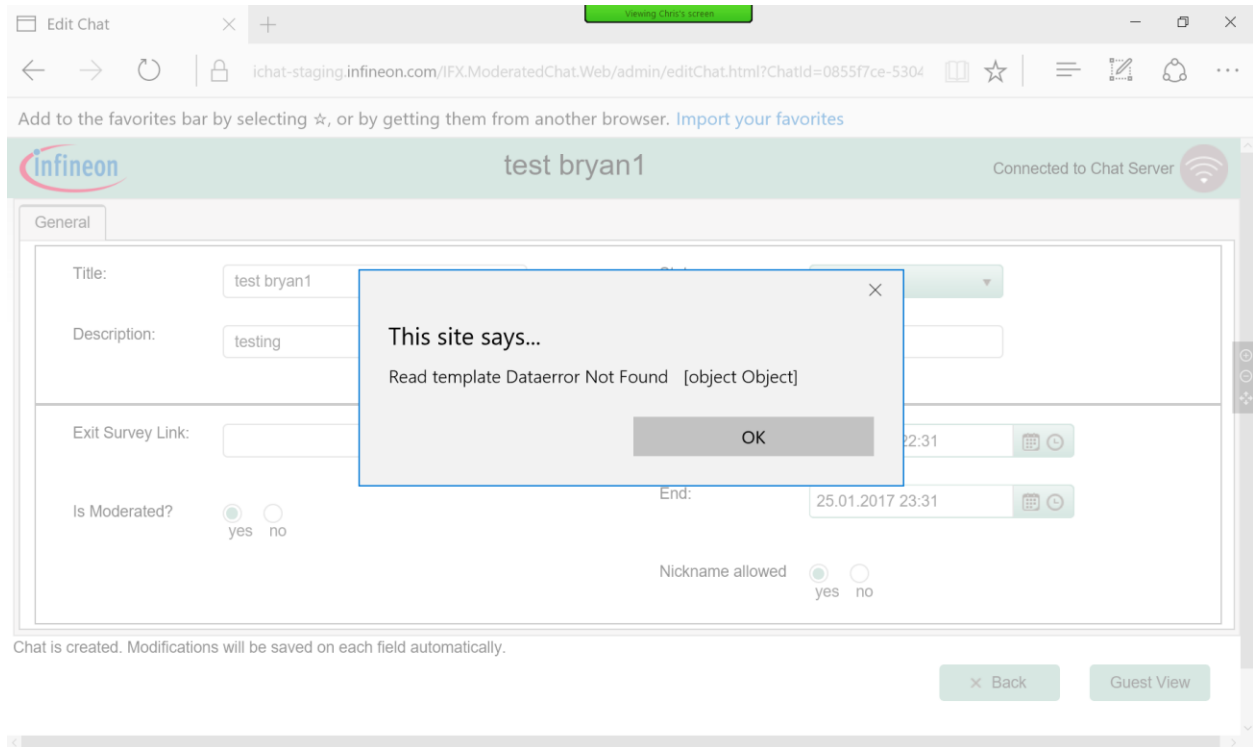 Viewing Chris's screen
Edit Chat
ichat-staging.infineon.com/IFX.ModeratedChat.Web/admin/editChat.html?ChatId=0855f7ce-5304
Add to the favorites bar by selecting ☆, or by getting them from another browser. Import your favorites
infineon
test bryan1
Connected to Chat Server
General
Title:
test bryan1
Description:
testing
This site says...
Read template Dataerror Not Found [object Object]
OK
Exit Survey Link:
22:31
Is Moderated?
yes no
End:
25.01.2017 23:31
Nickname allowed
yes no
Chat is created. Modifications will be saved on each field automatically.
× Back
Guest View